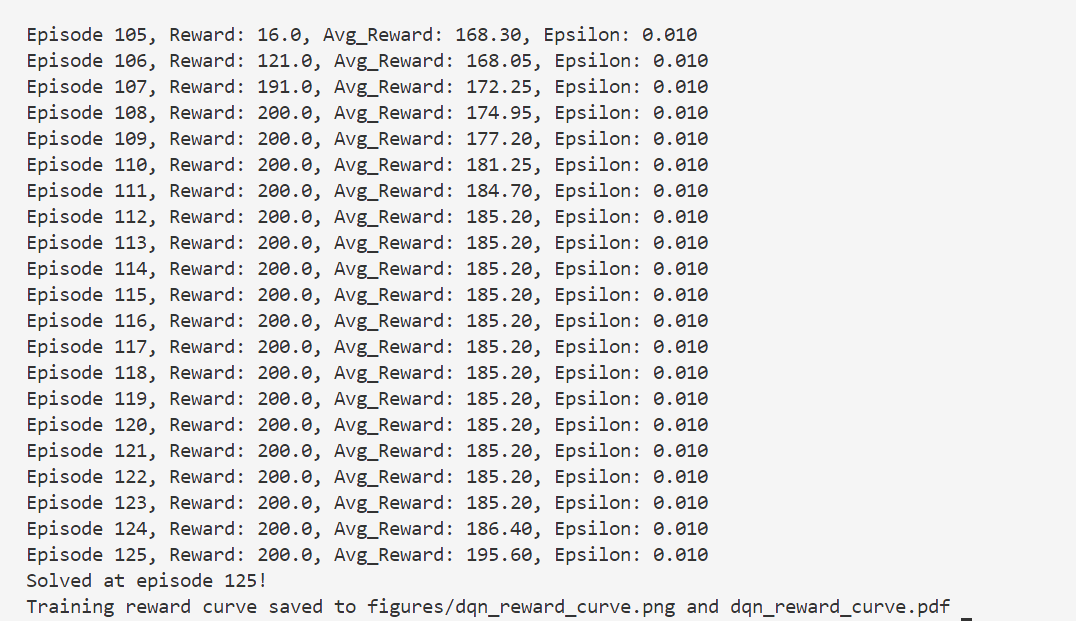 Episode 105, Reward: 16.0, Avg_Reward: 168.30, Epsilon: 0.010
Episode 106, Reward: 121.0, Avg_Reward: 168.05, Epsilon: 0.010
Episode 107, Reward: 191.0, Avg_Reward: 172.25, Epsilon: 0.010
Episode 108, Reward: 200.0, Avg_Reward: 174.95, Epsilon: 0.010
Episode 109, Reward: 200.0, Avg_Reward: 177.20, Epsilon: 0.010
Episode 110, Reward: 200.0, Avg_Reward: 181.25, Epsilon: 0.010
Episode 111, Reward: 200.0, Avg_Reward: 184.70, Epsilon: 0.010
Episode 112, Reward: 200.0, Avg_Reward: 185.20, Epsilon: 0.010
Episode 113, Reward: 200.0, Avg_Reward: 185.20, Epsilon: 0.010
Episode 114, Reward: 200.0, Avg_Reward: 185.20, Epsilon: 0.010
Episode 115, Reward: 200.0, Avg_Reward: 185.20, Epsilon: 0.010
Episode 116, Reward: 200.0, Avg_Reward: 185.20, Epsilon: 0.010
Episode 117, Reward: 200.0, Avg_Reward: 185.20, Epsilon: 0.010
Episode 118, Reward: 200.0, Avg_Reward: 185.20, Epsilon: 0.010
Episode 119, Reward: 200.0, Avg_Reward: 185.20, Epsilon: 0.010
Episode 120, Reward: 200.0, Avg_Reward: 185.20, Epsilon: 0.010
Episode 121, Reward: 200.0, Avg_Reward: 185.20, Epsilon: 0.010
Episode 122, Reward: 200.0, Avg_Reward: 185.20, Epsilon: 0.010
Episode 123, Reward: 200.0, Avg_Reward: 185.20, Epsilon: 0.010
Episode 124, Reward: 200.0, Avg_Reward: 186.40, Epsilon: 0.010
Episode 125, Reward: 200.0, Avg_Reward: 195.60, Epsilon: 0.010
Solved at episode 125!
Training reward curve saved to figures/dqn_reward_curve.png and dqn_reward_curve.pdf